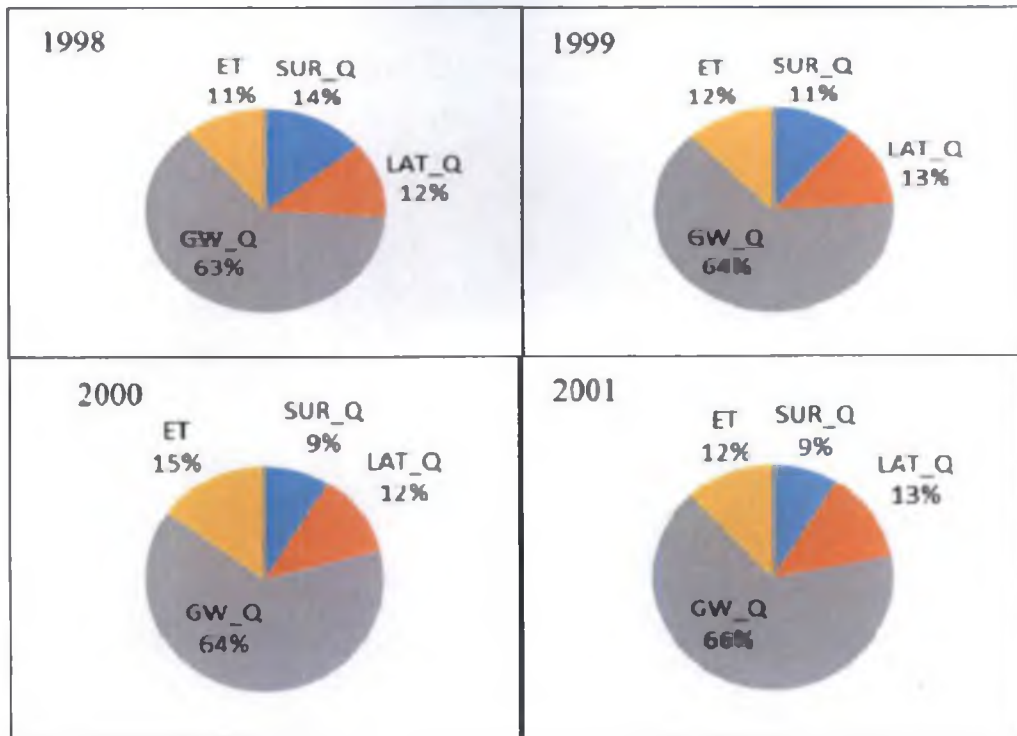 1998
ET
11%
SUR_Q
14%
LAT_Q
12%
GW_Q
63%
1999
ET
12%
SUR_Q
11%
LAT_Q
13%
GW_Q
64%
2000
ET
15%
SUR_Q
9%
LAT_Q
12%
GW_Q
64%
2001
ET
12%
SUR_Q
9%
LAT_Q
13%
GW_Q
66%